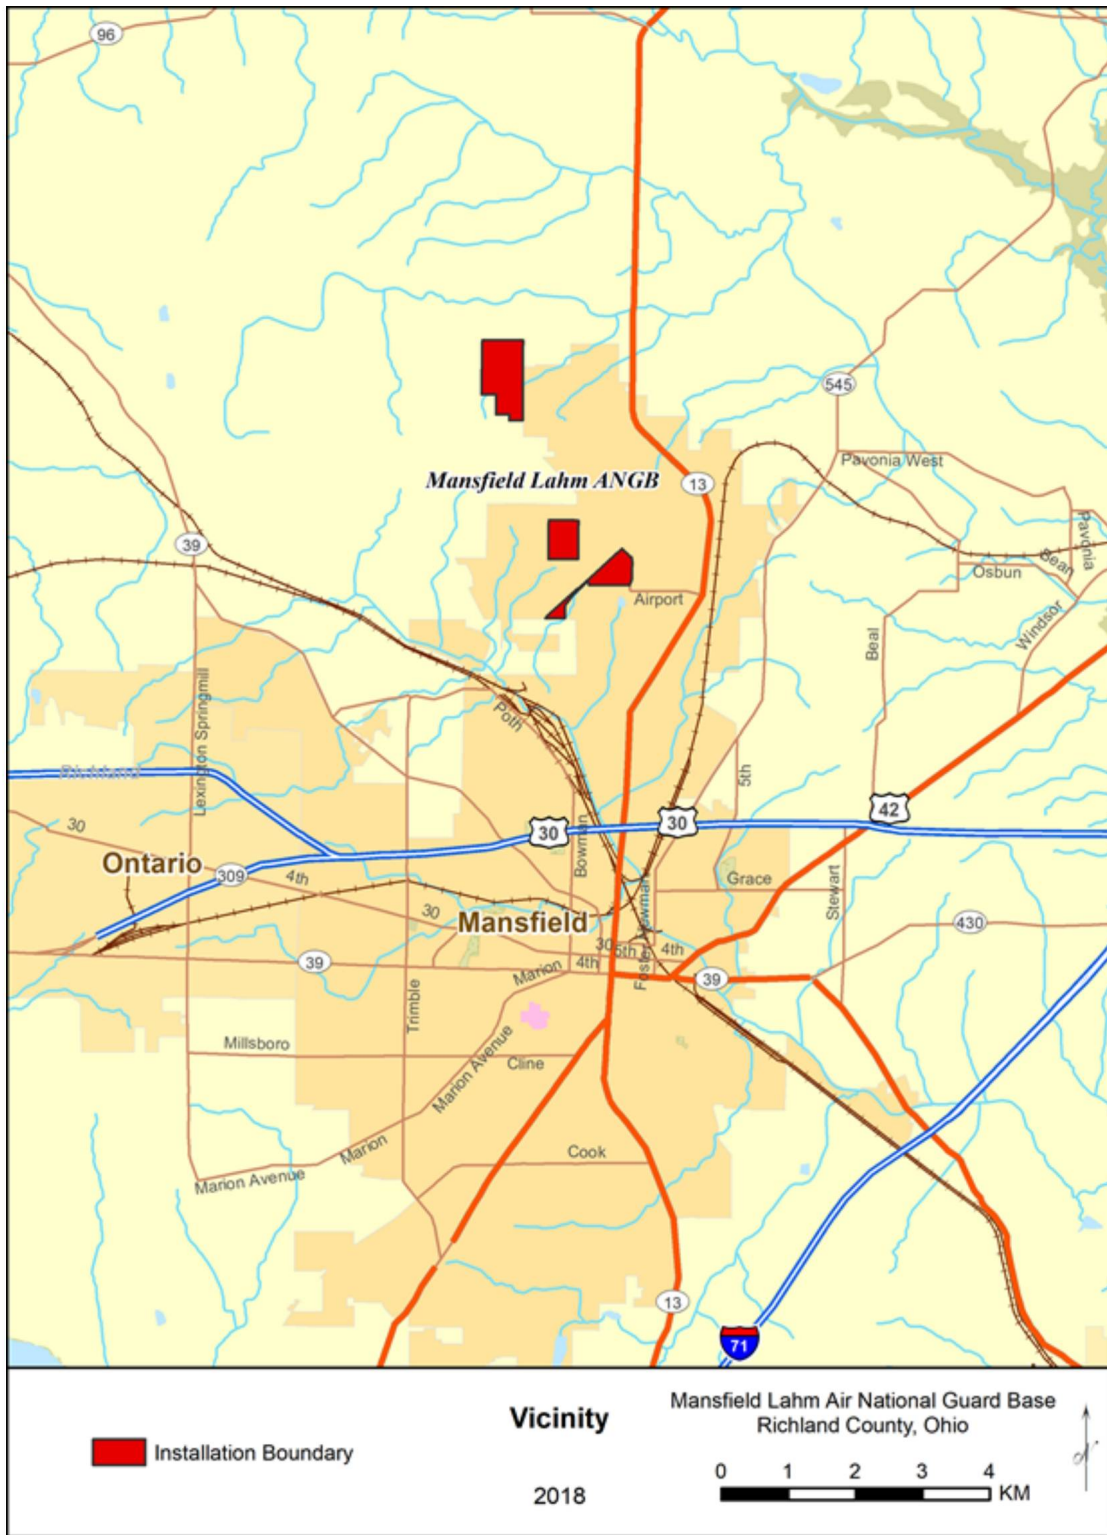 96
545
Pavonia West
Mansfield Lahm ANGB
13
Pavonia
39
Bean
Osbun
Airport
Windsor
Beal
Lexington Springmill
Poth
5th
Richland
42
30
30
30
Bowman
Ontario
309
4th
Grace
Stewart
30
Mansfield
Newman
430
30
5th
4th
39
Marion
4th
Foster
39
Trimble
Millsboro
Marion Avenue
Cline
Marion
Cook
Marion Avenue
13
71
Vicinity
Mansfield Lahm Air National Guard Base
Richland County, Ohio
Installation Boundary
2018
0 1 2 3 4
KM
N